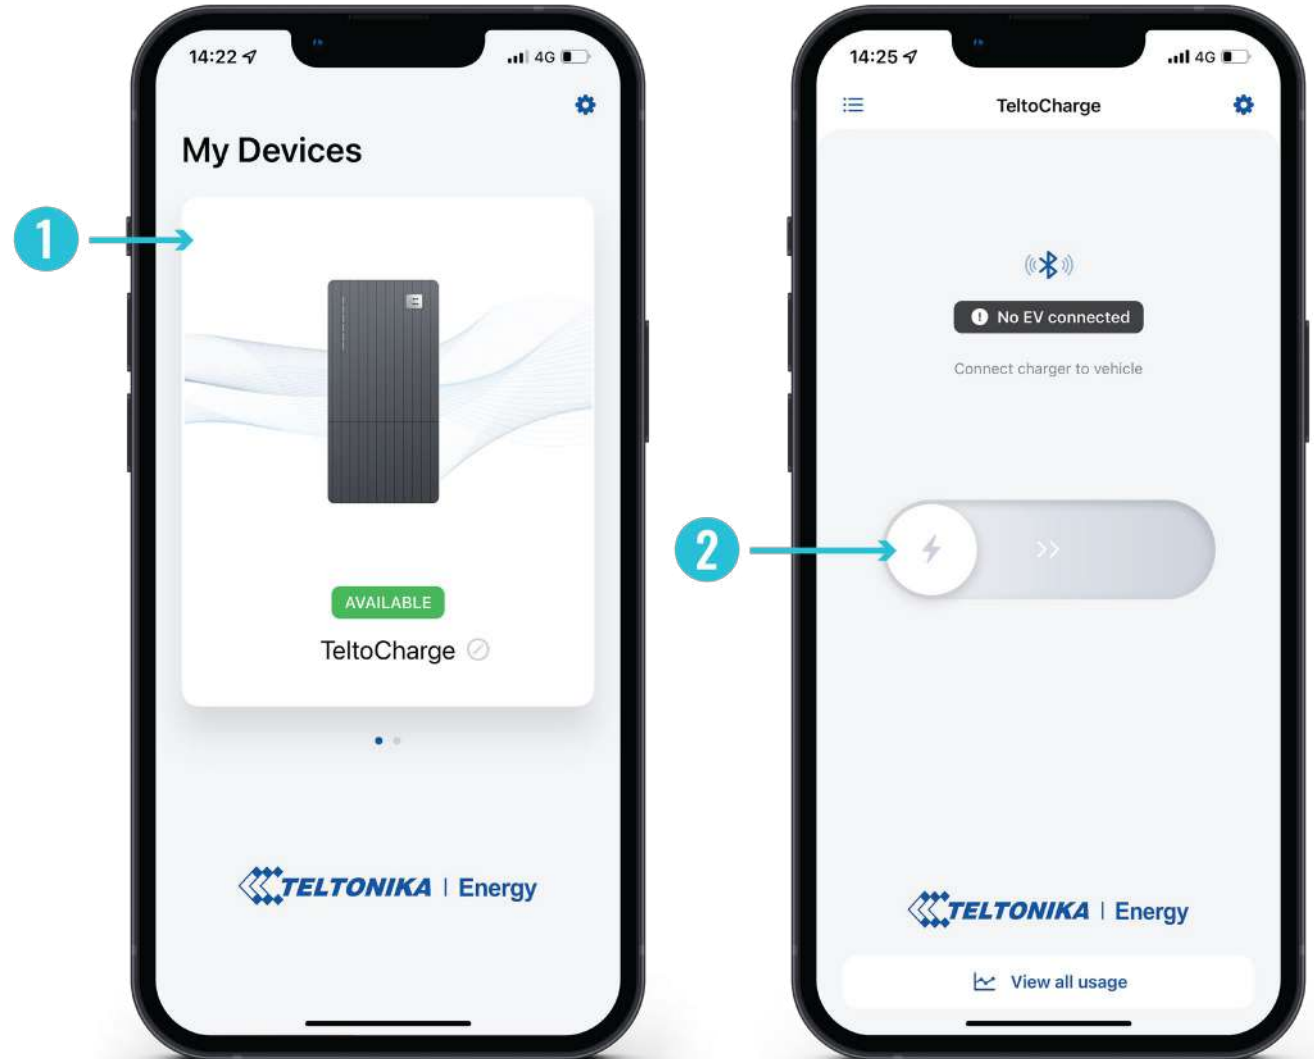 14:22
4G
My Devices
1
AVAILABLE
TeltoCharge
TELTONIKA | Energy
14:25
4G
TeltoCharge
No EV connected
Connect charger to vehicle
2
TELTONIKA | Energy
View all usage